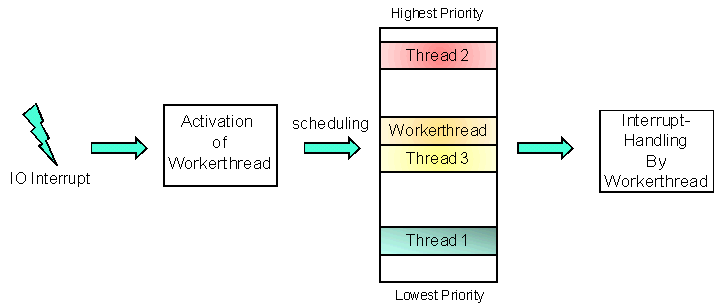 Highest Priority
Thread 2
IO Interrupt
Activation
of
Workerthread
scheduling
Workerthread
Thread 3
Thread 1
Lowest Priority
Interrupt-
Handling
By
Workerthread